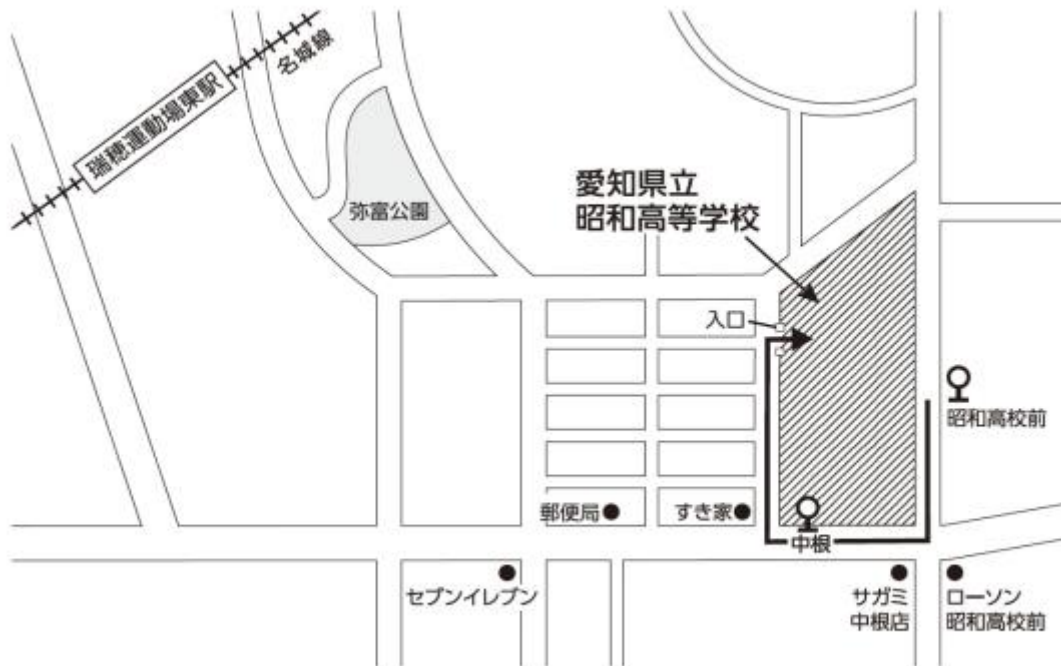 名城線
瑞穂運動場東駅
弥富公園
愛知県立
昭和高等学校
入口
昭和高校前
郵便局
すき家
中根
セブンイレブン
サガミ
中根店
ローソン
昭和高校前